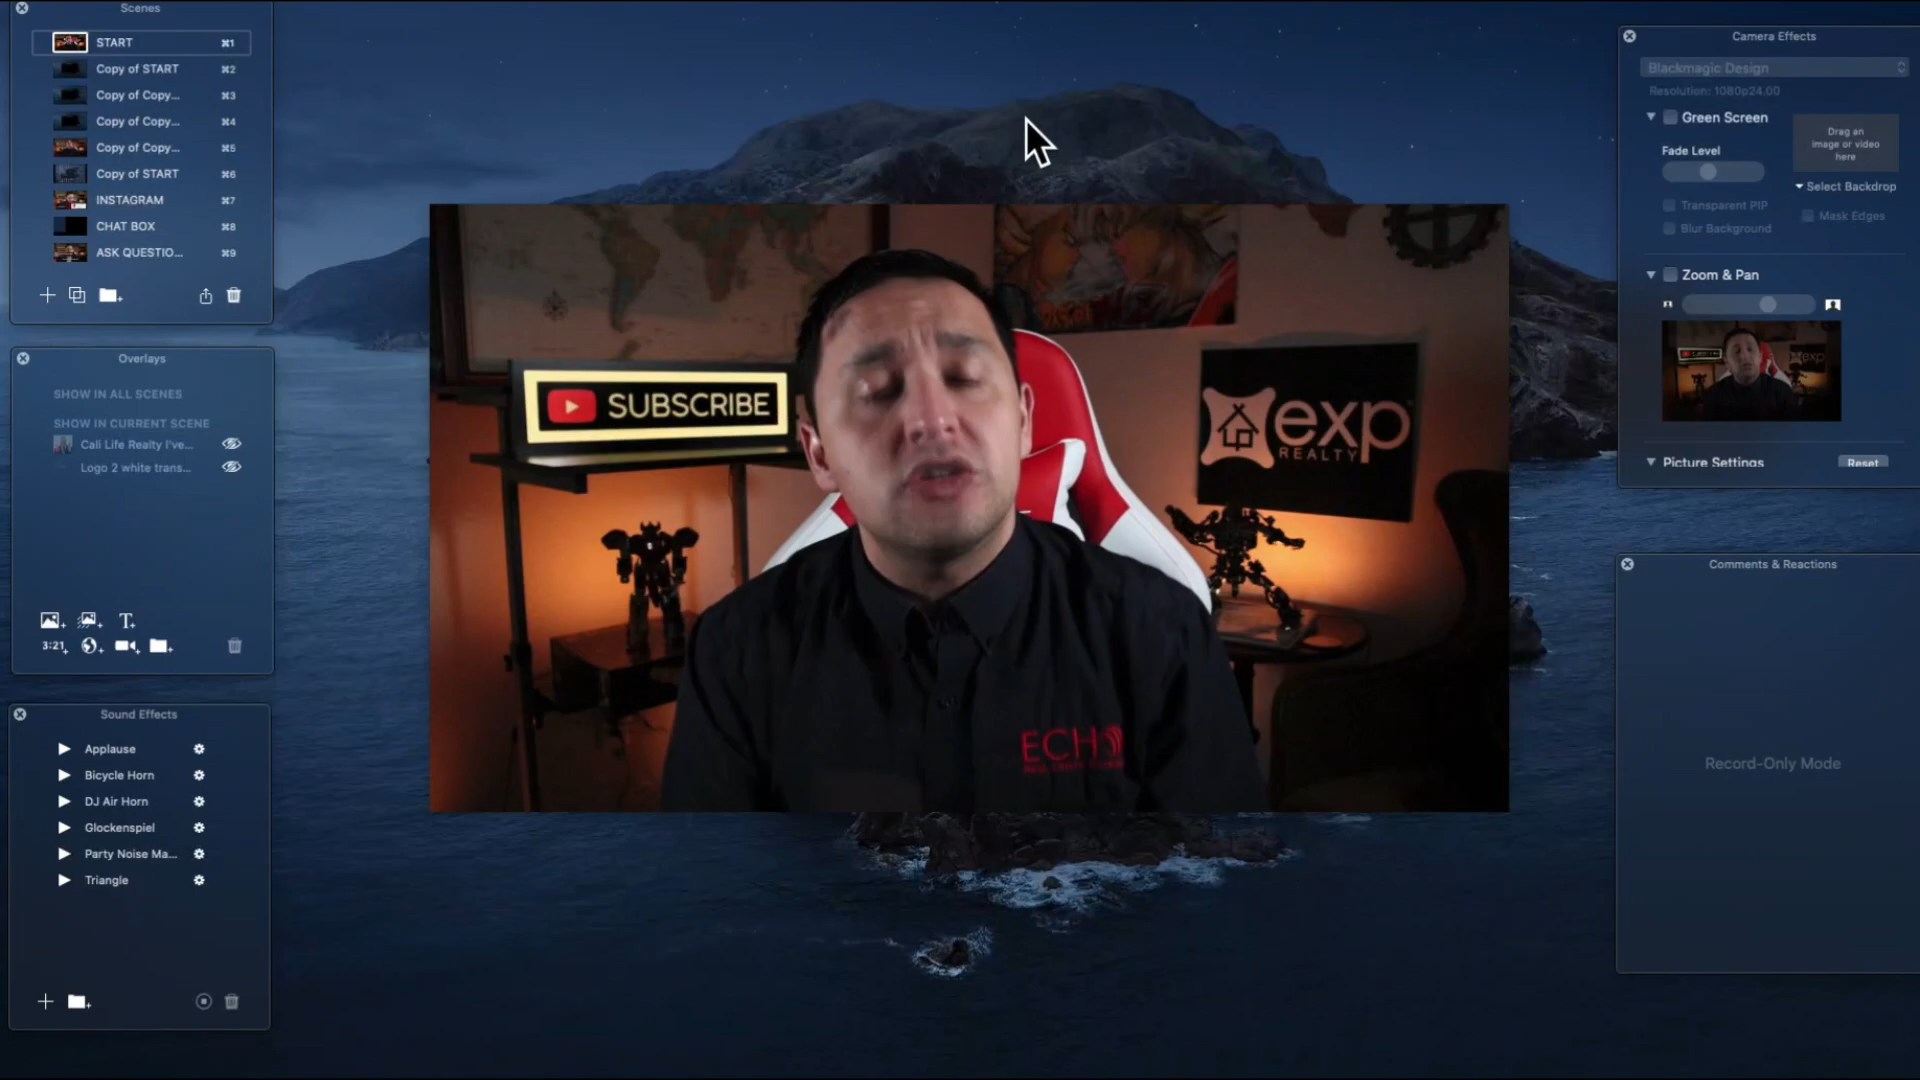 Scenes
START ⌘1
Copy of START ⌘2
Copy of Copy... ⌘3
Copy of Copy... ⌘4
Copy of Copy... ⌘5
Copy of START ⌘6
INSTAGRAM ⌘7
CHAT BOX ⌘8
ASK QUESTIO... ⌘9
Overlays
SHOW IN ALL SCENES
SHOW IN CURRENT SCENE
Cali Life Realty I've...
Logo 2 white trans...
3:21
Sound Effects
Applause
Bicycle Horn
DJ Air Horn
Glockenspiel
Party Noise Ma...
Triangle
SUBSCRIBE
exp
REALTY
ECHO
Camera Effects
Blackmagic Design
Resolution: 1080p24.00
Green Screen
Drag an
image or video
here
Fade Level
Select Backdrop
Transparent PIP
Mask Edges
Blur Background
Zoom & Pan
Picture Settings
Reset
Comments & Reactions
Record-Only Mode